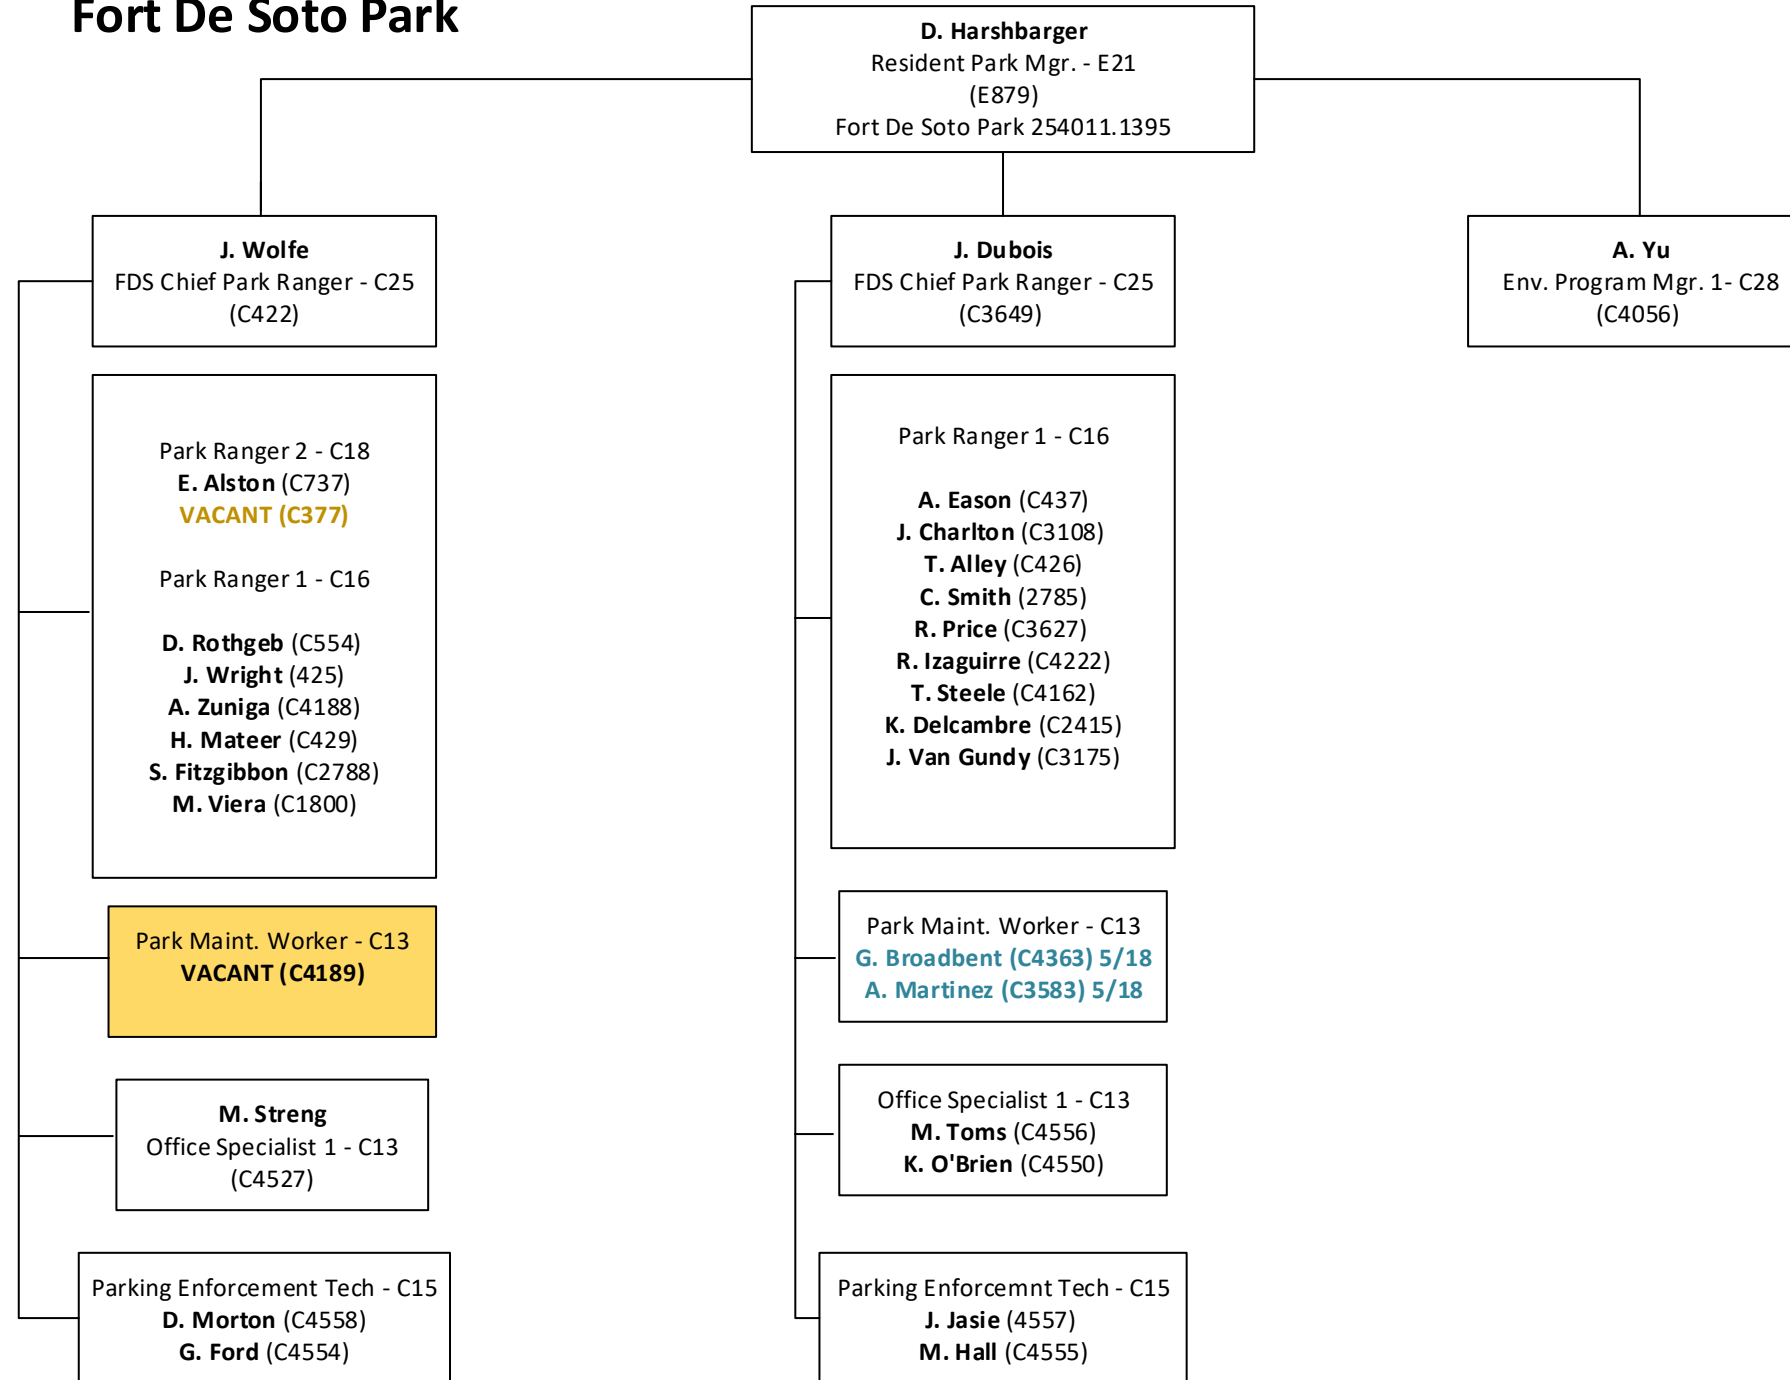 Fort De Soto Park
D. Harshbarger
Resident Park Mgr. - E21
(E879)
Fort De Soto Park 254011.1395
J. Wolfe
FDS Chief Park Ranger - C25
(C422)
Park Ranger 2 - C18
E. Alston (C737)
VACANT (C377)
Park Ranger 1 - C16
D. Rothgeb (C554)
J. Wright (425)
A. Zuniga (C4188)
H. Mateer (C429)
S. Fitzgibbon (C2788)
M. Viera (C1800)
Park Maint. Worker - C13
VACANT (C4189)
M. Streng
Office Specialist 1 - C13
(C4527)
Parking Enforcement Tech - C15
D. Morton (C4558)
G. Ford (C4554)
J. Dubois
FDS Chief Park Ranger - C25
(C3649)
Park Ranger 1 - C16
A. Eason (C437)
J. Charlton (C3108)
T. Alley (C426)
C. Smith (2785)
R. Price (C3627)
R. Izaguirre (C4222)
T. Steele (C4162)
K. Delcambre (C2415)
J. Van Gundy (C3175)
Park Maint. Worker - C13
G. Broadbent (C4363) 5/18
A. Martinez (C3583) 5/18
Office Specialist 1 - C13
M. Toms (C4556)
K. O'Brien (C4550)
Parking Enforcemnt Tech - C15
J. Jasie (4557)
M. Hall (C4555)
A. Yu
Env. Program Mgr. 1- C28
(C4056)